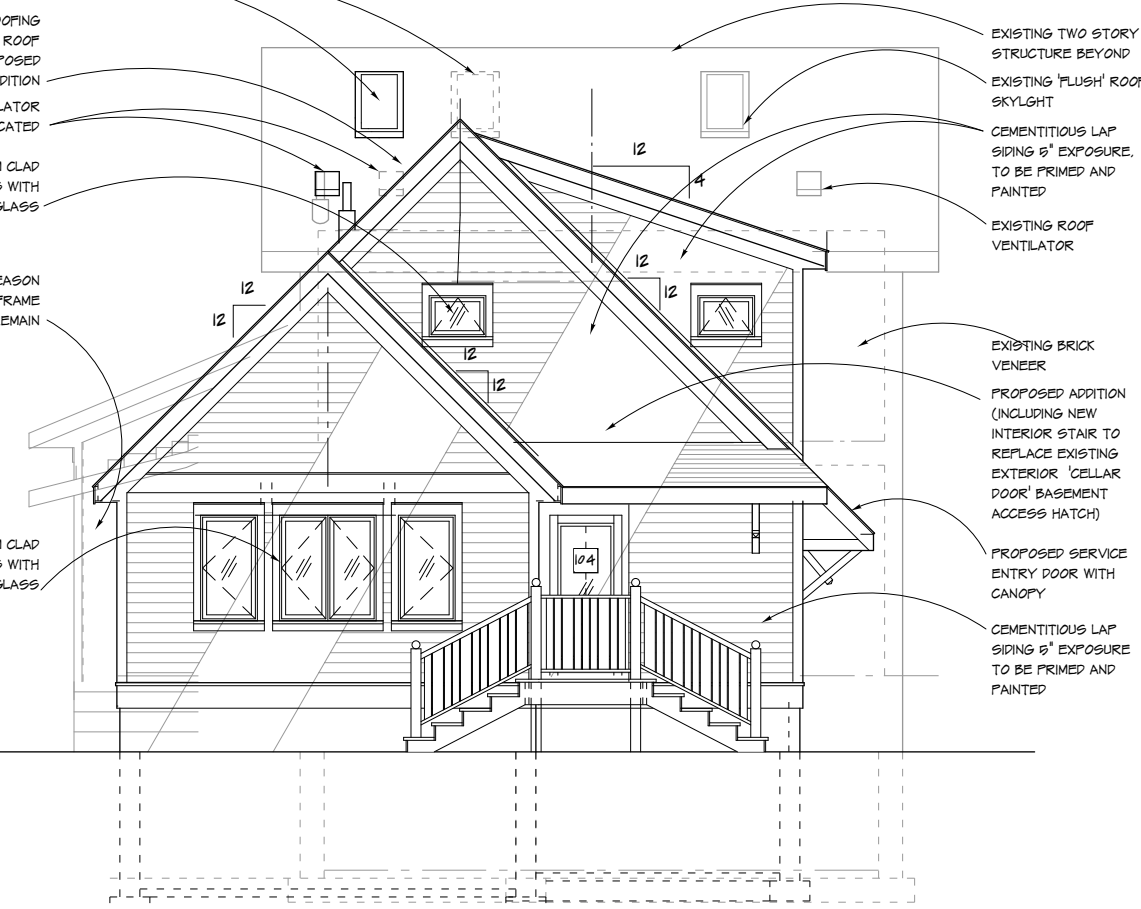 OOFING
ROOF
POSED
DITION
LATOR
CATED
M CLAD
S WITH
GLASS
EASON
FRAME
EMAIN
M CLAD
S WITH
GLASS
12
4
12
12
12
12
12
12
104
EXISTING TWO STORY
STRUCTURE BEYOND
EXISTING 'FLUSH' ROOF
SKYLGHT
CEMENTITIOUS LAP
SIDING 5" EXPOSURE,
TO BE PRIMED AND
PAINTED
EXISTING ROOF
VENTILATOR
EXISTING BRICK
VENEER
PROPOSED ADDITION
(INCLUDING NEW
INTERIOR STAIR TO
REPLACE EXISTING
EXTERIOR 'CELLAR
DOOR' BASEMENT
ACCESS HATCH)
PROPOSED SERVICE
ENTRY DOOR WITH
CANOPY
CEMENTITIOUS LAP
SIDING 5" EXPOSURE
TO BE PRIMED AND
PAINTED